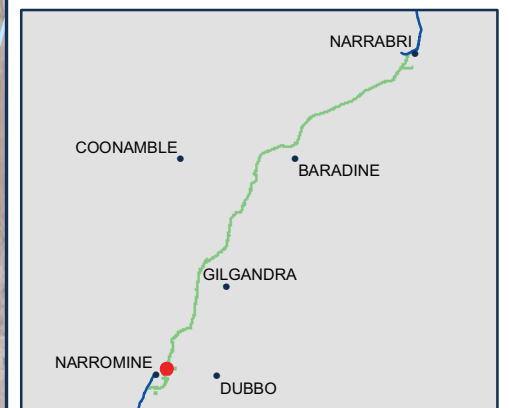 NARRABRI
COONAMBLE
BARADINE
GILGANDRA
NARROMINE
DUBBO